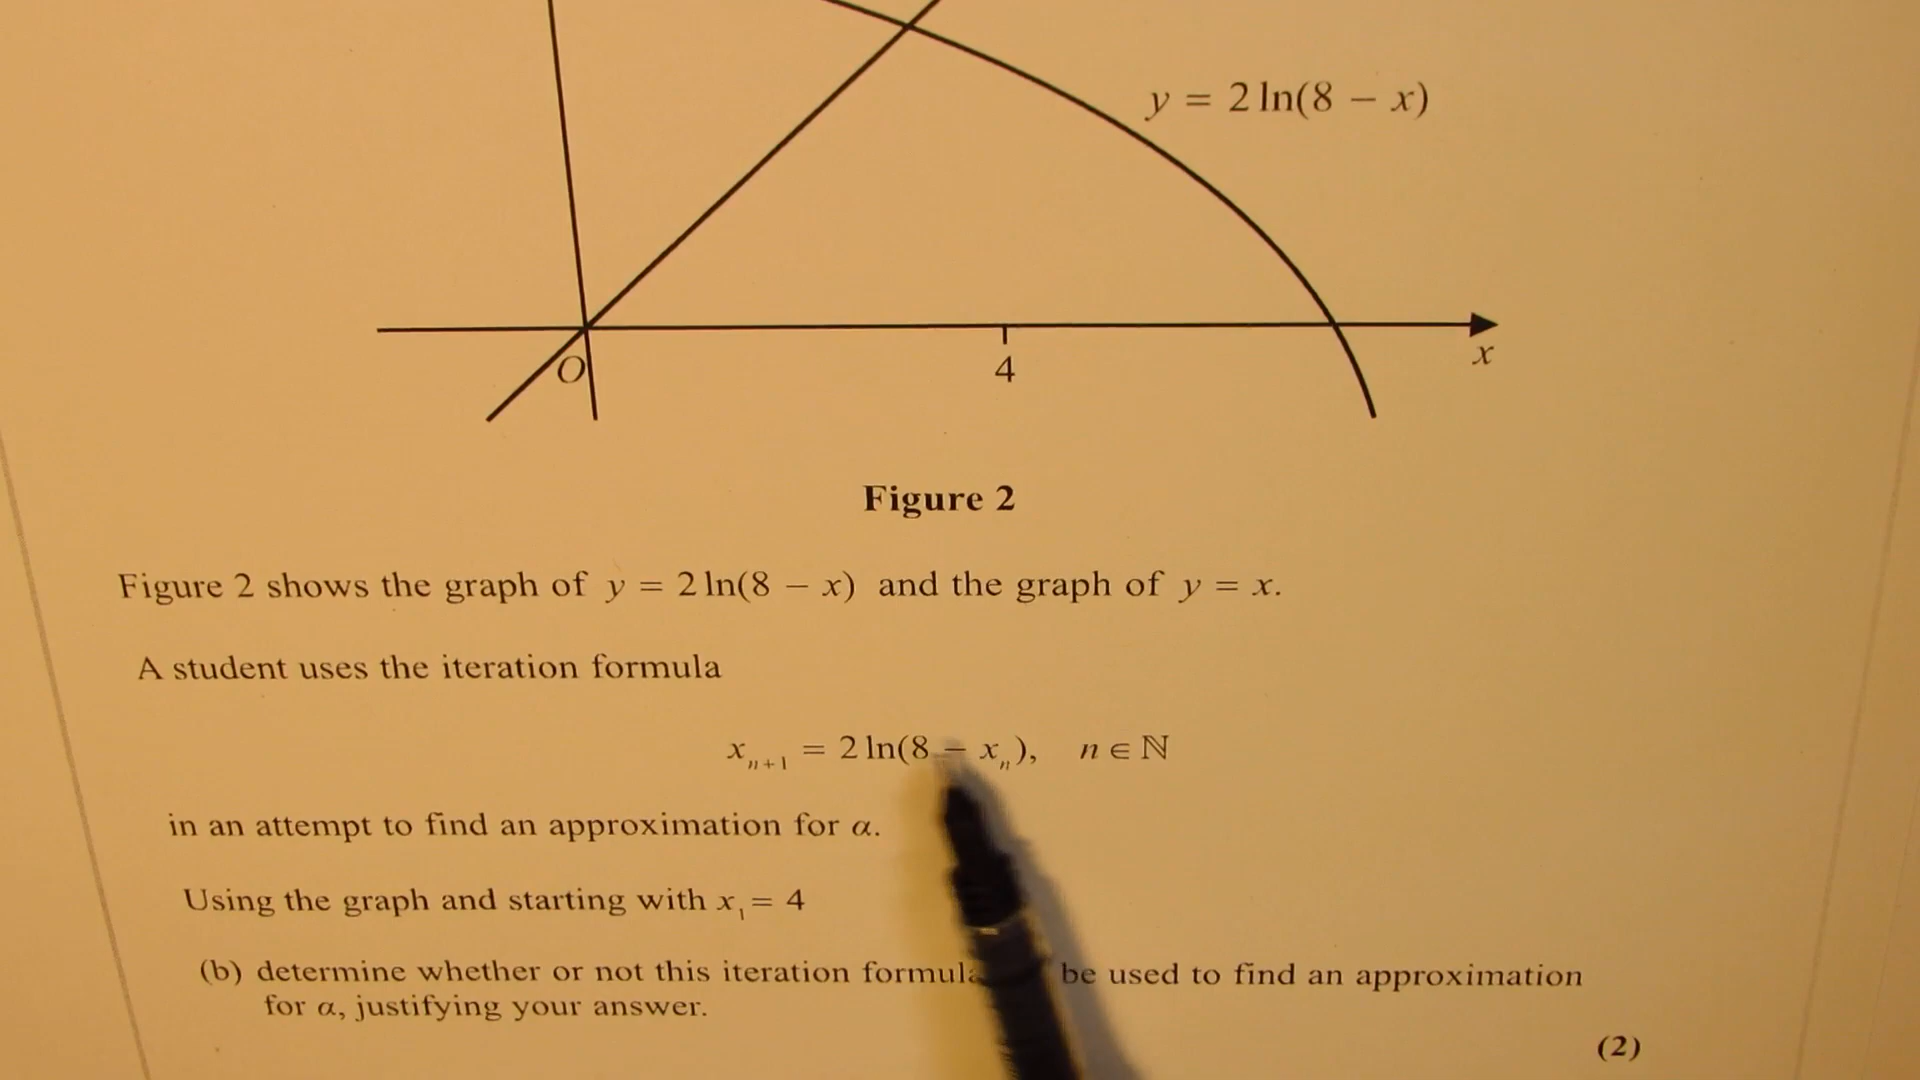 y = 2 ln(8 − x)
O
4
x
Figure 2
Figure 2 shows the graph of y = 2 ln(8 − x) and the graph of y = x.
A student uses the iteration formula
xₙ₊₁ = 2 ln(8 − xₙ), n ∈ ℕ
in an attempt to find an approximation for α.
Using the graph and starting with x₁ = 4
(b) determine whether or not this iteration formula be used to find an approximation
for α, justifying your answer.
(2)